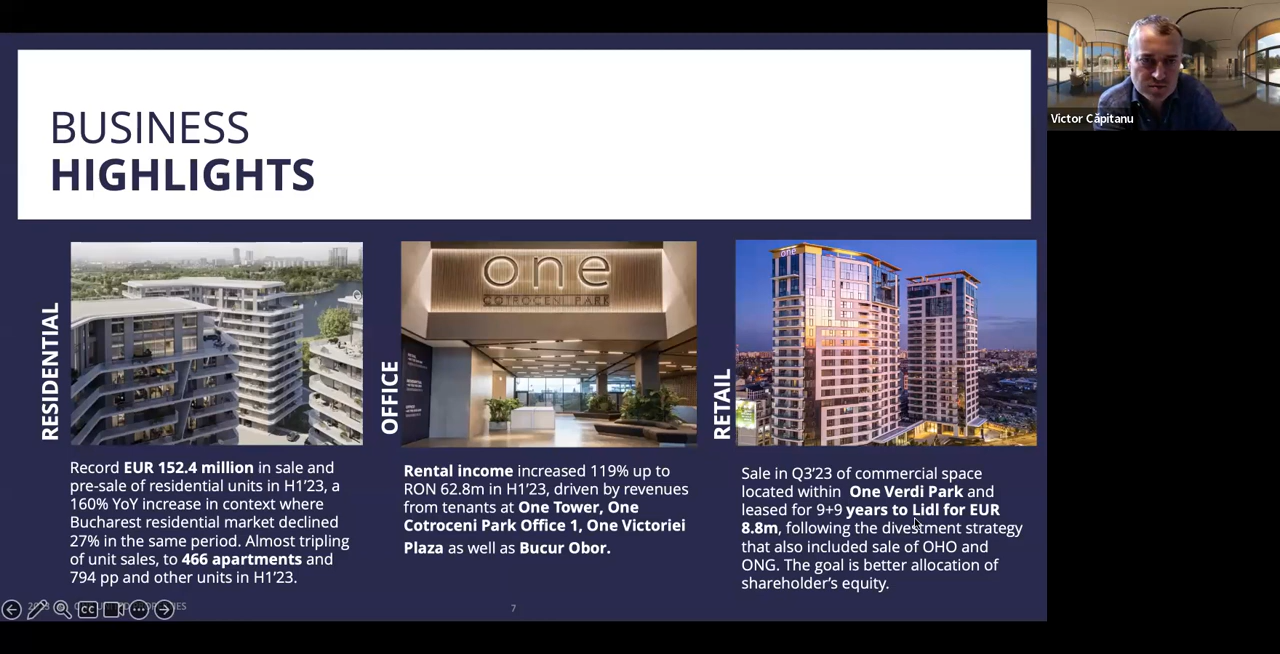 BUSINESS
HIGHLIGHTS
Victor Căpitanu
RESIDENTIAL
Record EUR 152.4 million in sale and
pre-sale of residential units in H1’23, a
160% YoY increase in context where
Bucharest residential market declined
27% in the same period. Almost tripling
of unit sales, to 466 apartments and
794 pp and other units in H1’23.
OFFICE
one
COTROCENI PARK
Rental income increased 119% up to
RON 62.8m in H1’23, driven by revenues
from tenants at One Tower, One
Cotroceni Park Office 1, One Victoriei
Plaza as well as Bucur Obor.
RETAIL
one
Sale in Q3’23 of commercial space
located within One Verdi Park and
leased for 9+9 years to Lidl for EUR
8.8m, following the divestment strategy
that also included sale of OHO and
ONG. The goal is better allocation of
shareholder’s equity.
CC
7